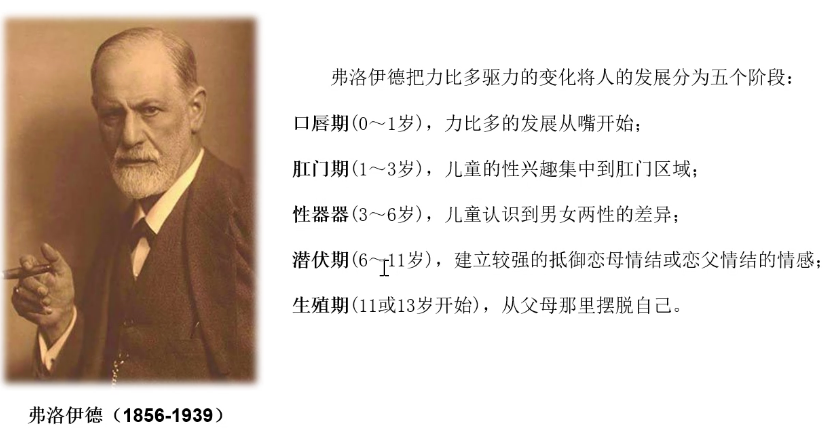 弗洛伊德把力比多驱力的变化将人的发展分为五个阶段:
口唇期(0～1岁), 力比多的发展从嘴开始;
肛门期(1～3岁), 儿童的性兴趣集中到肛门区域;
性器器(3～6岁), 儿童认识到男女两性的差异;
潜伏期(6～11岁), 建立较强的抵御恋母情结或恋父情结的情感;
生殖期(11或13岁开始), 从父母那里摆脱自己。
弗洛伊德（1856-1939）